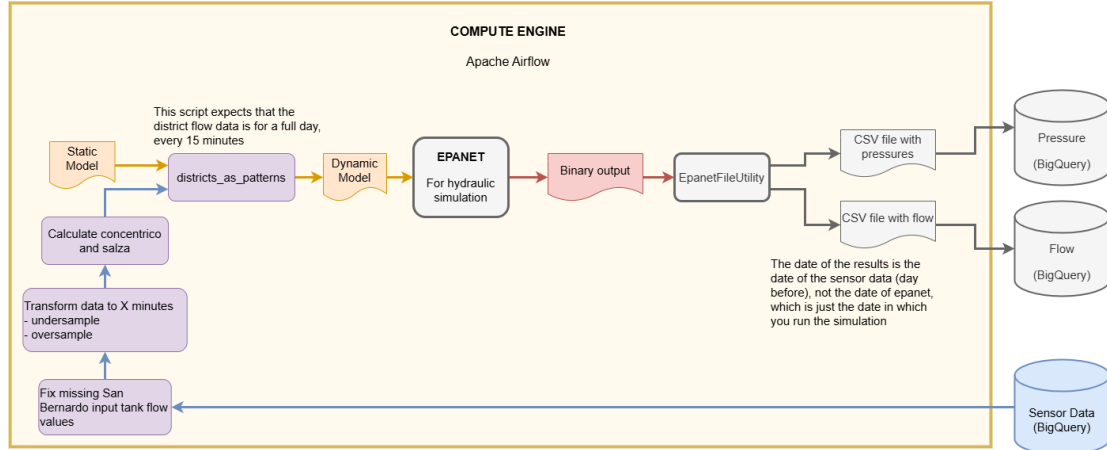 COMPUTE ENGINE
Apache Airflow
This script expects that the
district flow data is for a full day,
every 15 minutes
Static
Model
districts_as_patterns
Dynamic
Model
EPANET
For hydraulic
simulation
Binary output
EpanetFileUtility
CSV file with
pressures
Pressure
(BigQuery)
CSV file with flow
Flow
(BigQuery)
The date of the results is the
date of the sensor data (day
before), not the date of epanet,
which is just the date in which
you run the simulation
Calculate concentrico
and salza
Transform data to X minutes
- undersample
- oversample
Fix missing San
Bernardo input tank flow
values
Sensor Data
(BigQuery)